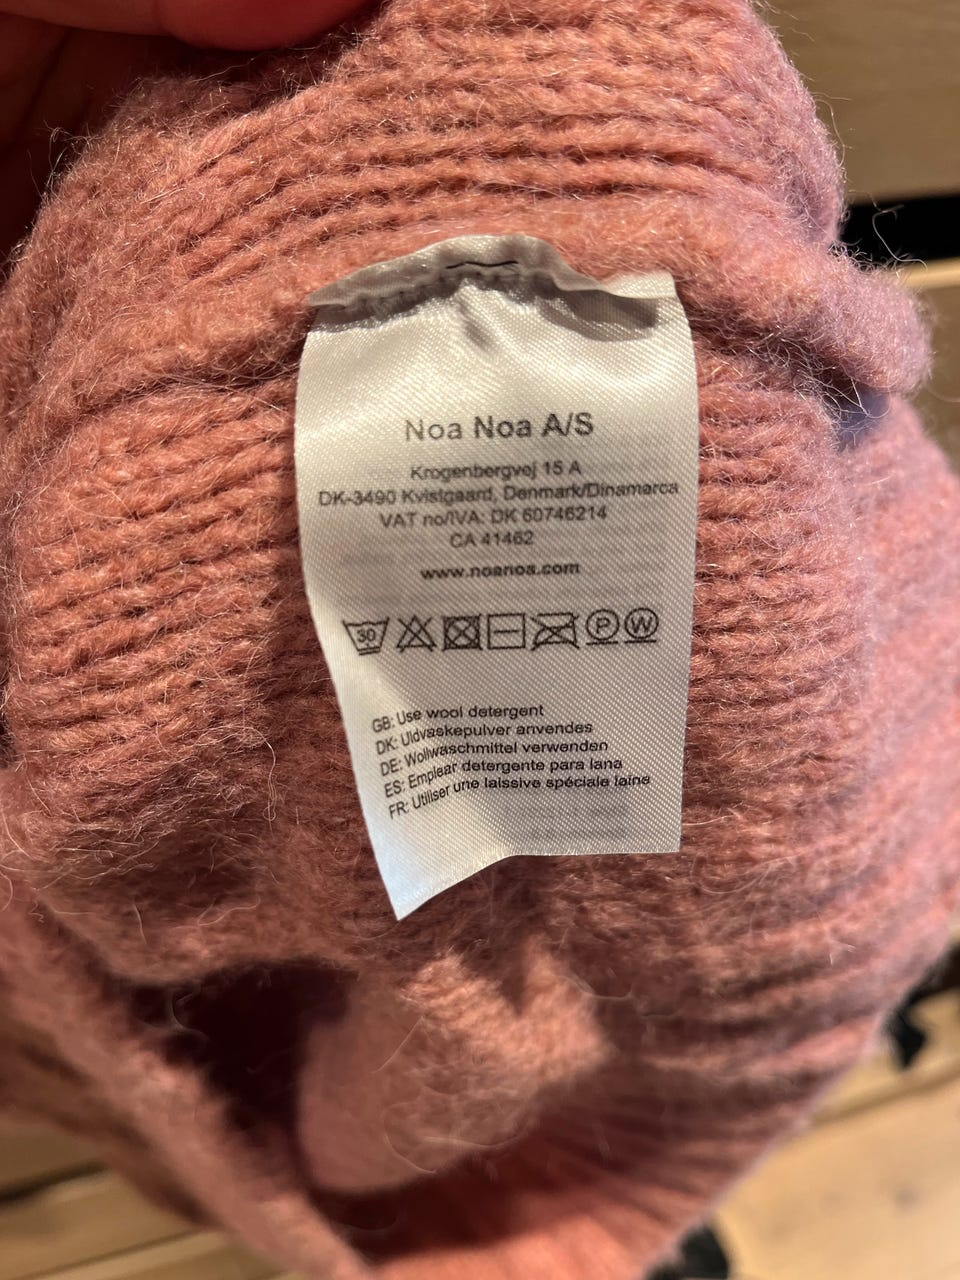 Noa Noa A/S
Krogenbergvej 15 A
DK-3490 Kvistgaard, Denmark/Dinamarca
VAT no/IVA: DK 60746214
CA 41462
www.noanoa.com
30 P W
GB: Use wool detergent
DK: Uldvaskepulver anvendes
DE: Wollwaschmittel verwenden
ES: Emplear detergente para lana
FR: Utiliser une laissive spéciale laine